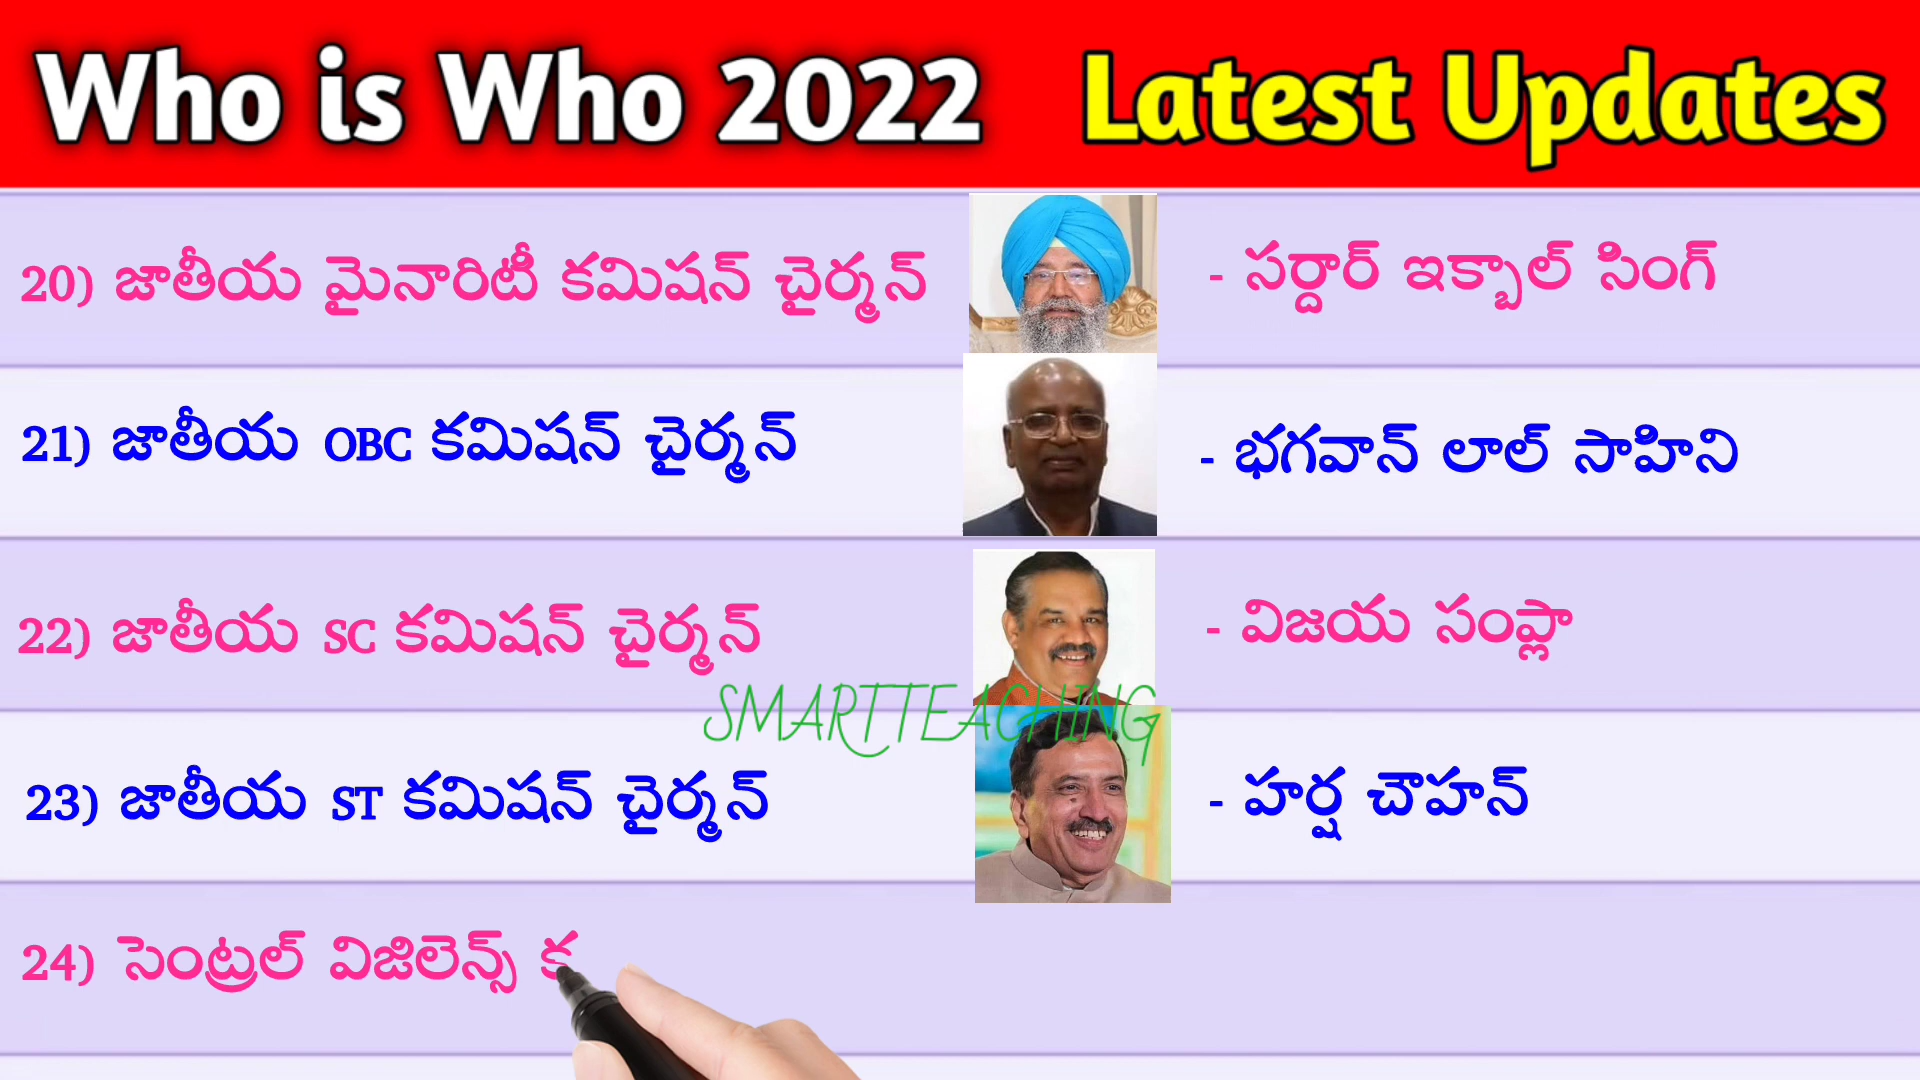 Who is Who 2022 Latest Updates
20) జాతీయ మైనారిటీ కమిషన్ చైర్మన్ - సర్దార్ ఇక్బాల్ సింగ్
21) జాతీయ OBC కమిషన్ చైర్మన్ - భగవాన్ లాల్ సాహిని
22) జాతీయ SC కమిషన్ చైర్మన్ - విజయ సంప్లా
SMARTTEACHING
23) జాతీయ ST కమిషన్ చైర్మన్ - హర్ష చౌహన్
24) సెంట్రల్ విజిలెన్స్ క